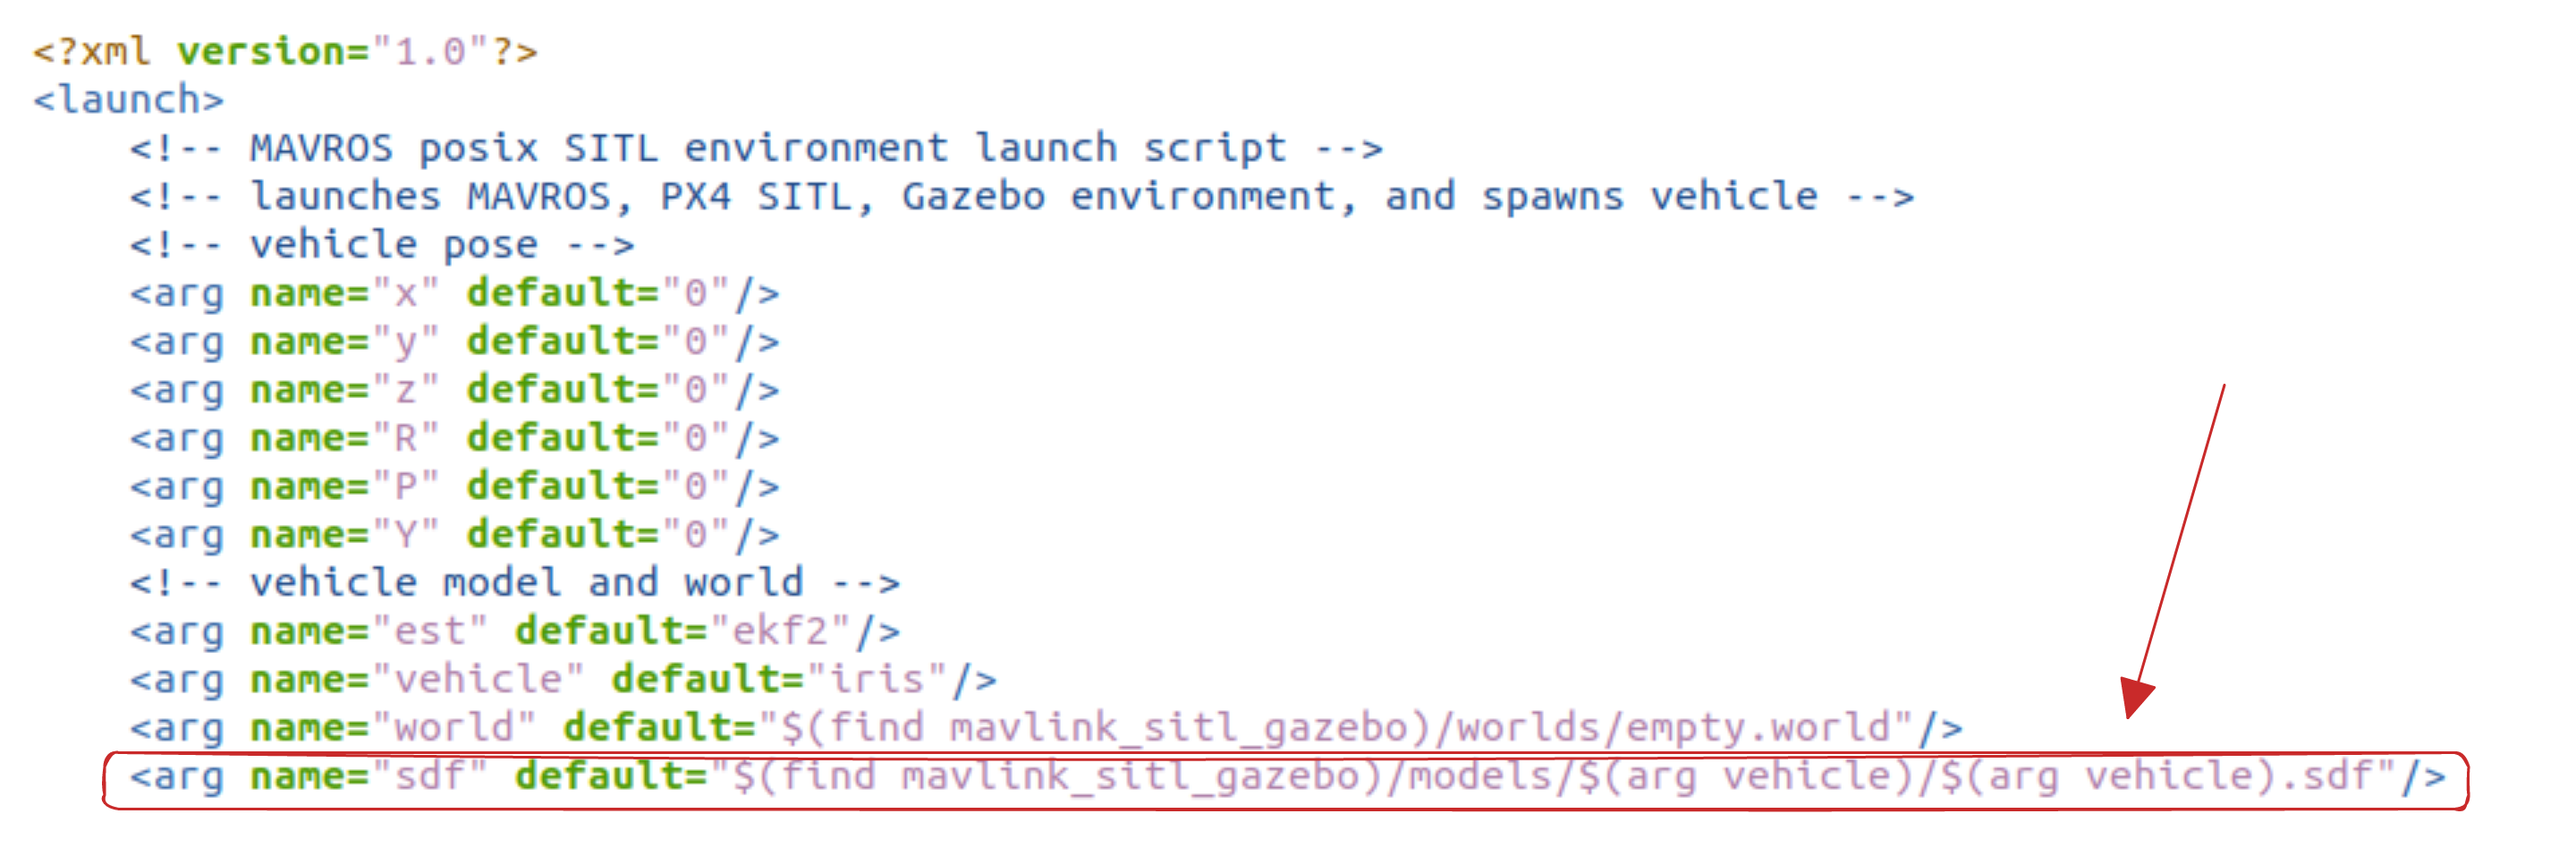 <?xml version="1.0"?>
<launch>
<!-- MAVROS posix SITL environment launch script -->
<!-- launches MAVROS, PX4 SITL, Gazebo environment, and spawns vehicle -->
<!-- vehicle pose -->
<arg name="x" default="0"/>
<arg name="y" default="0"/>
<arg name="z" default="0"/>
<arg name="R" default="0"/>
<arg name="P" default="0"/>
<arg name="Y" default="0"/>
<!-- vehicle model and world -->
<arg name="est" default="ekf2"/>
<arg name="vehicle" default="iris"/>
<arg name="world" default="$(find mavlink_sitl_gazebo)/worlds/empty.world"/>
<arg name="sdf" default="$(find mavlink_sitl_gazebo)/models/$(arg vehicle)/$(arg vehicle).sdf"/>